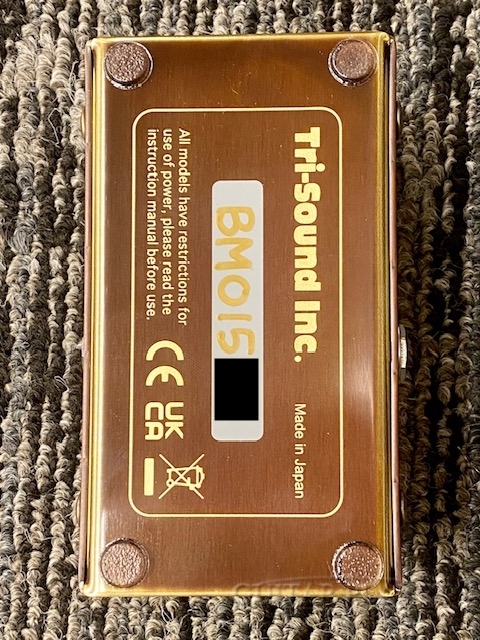 Tri-Sound Inc.
Made in Japan
BM015
All models have restrictions for
use of power, please read the
instruction manual before use.
CE
UK
CA